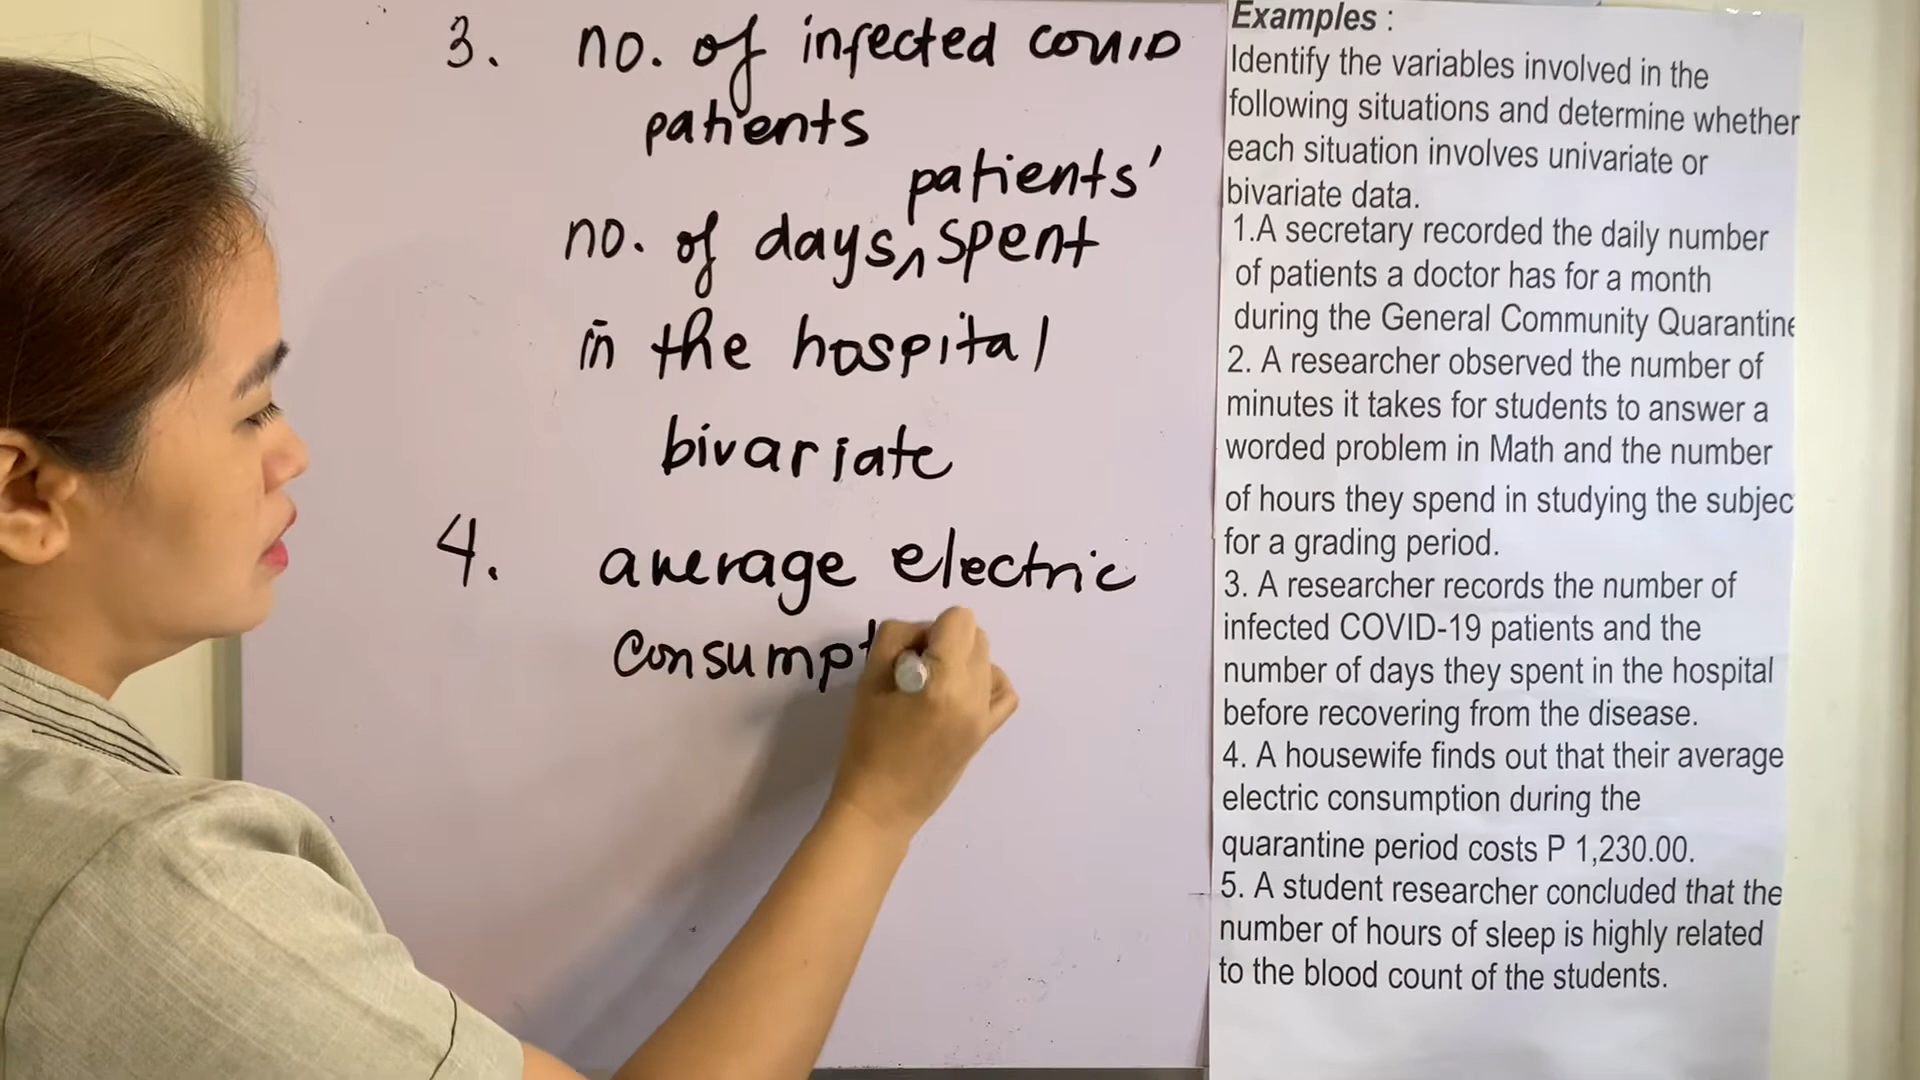 3. no. of infected COVID
patients
patients'
no. of days, ^ spent
in the hospital
bivariate
4. average electric
consumpt
Examples :
Identify the variables involved in the
following situations and determine whether
each situation involves univariate or
bivariate data.
1.A secretary recorded the daily number
of patients a doctor has for a month
during the General Community Quarantine
2. A researcher observed the number of
minutes it takes for students to answer a
worded problem in Math and the number
of hours they spend in studying the subjec
for a grading period.
3. A researcher records the number of
infected COVID-19 patients and the
number of days they spent in the hospital
before recovering from the disease.
4. A housewife finds out that their average
electric consumption during the
quarantine period costs P 1,230.00.
5. A student researcher concluded that the
number of hours of sleep is highly related
to the blood count of the students.